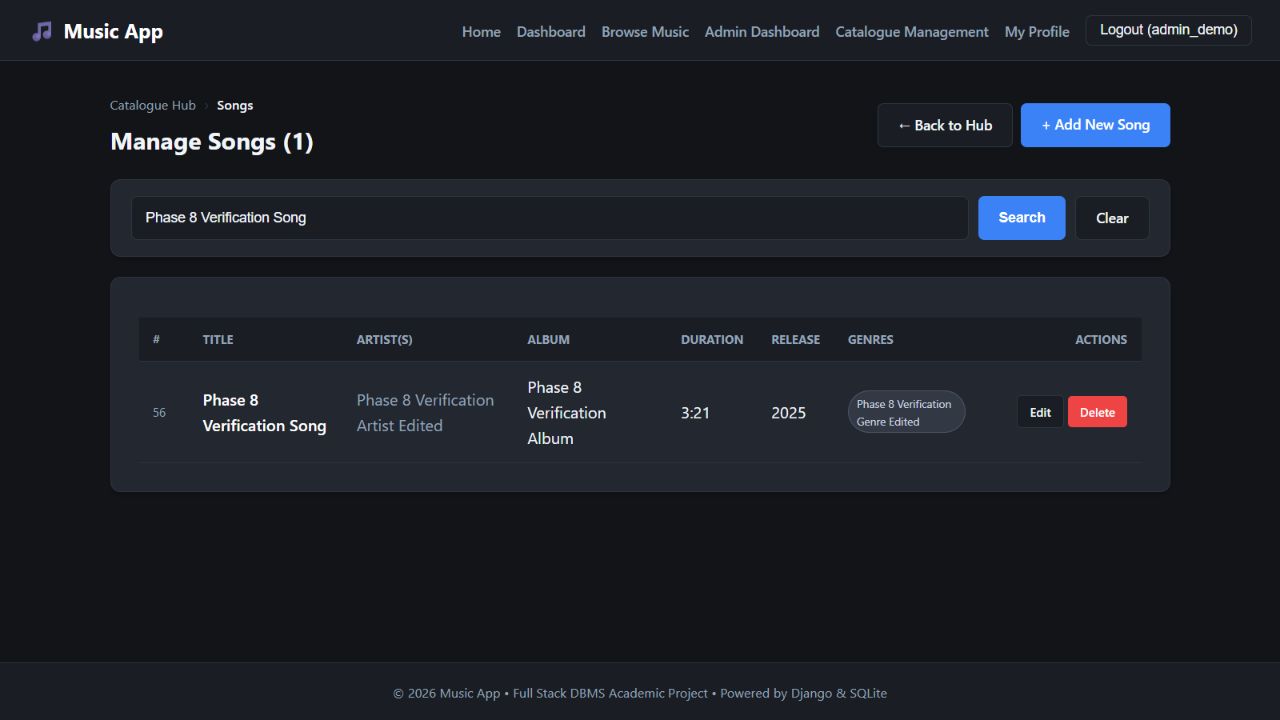 Music App
Home Dashboard Browse Music Admin Dashboard Catalogue Management My Profile Logout (admin_demo)
Catalogue Hub › Songs
Manage Songs (1)
← Back to Hub
+ Add New Song
Phase 8 Verification Song
Search
Clear
# TITLE ARTIST(S) ALBUM DURATION RELEASE GENRES ACTIONS
56
Phase 8
Verification Song
Phase 8 Verification
Artist Edited
Phase 8
Verification
Album
3:21
2025
Phase 8 Verification
Genre Edited
Edit
Delete
© 2026 Music App • Full Stack DBMS Academic Project • Powered by Django & SQLite